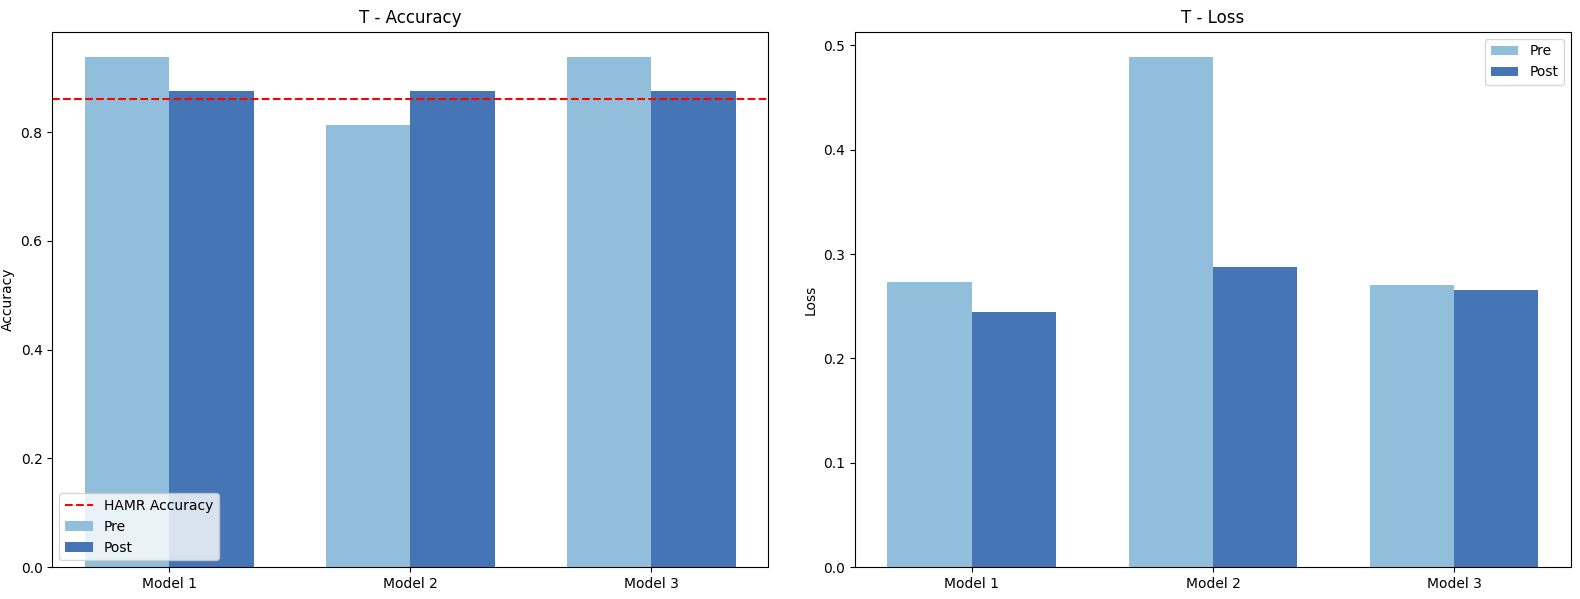 T - Accuracy
Accuracy
0.8
0.6
0.4
0.2
0.0
HAMR Accuracy
Pre
Post
Model 1
Model 2
Model 3
T - Loss
Loss
0.5
0.4
0.3
0.2
0.1
0.0
Pre
Post
Model 1
Model 2
Model 3